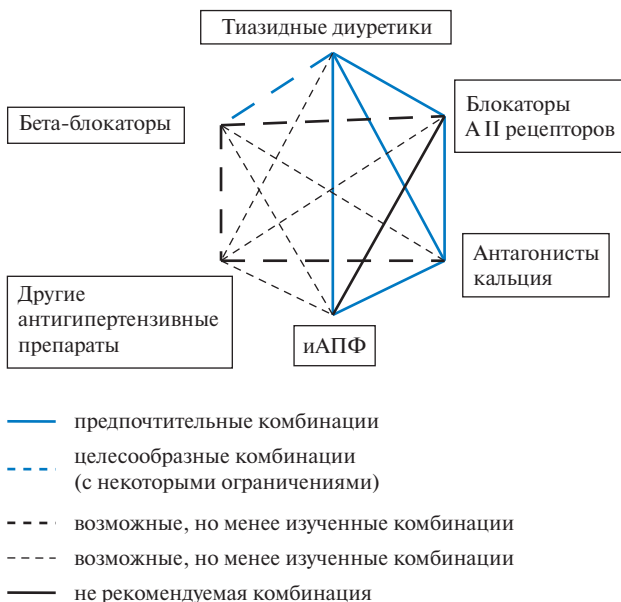 Тиазидные диуретики
Бета-блокаторы
Блокаторы
А II рецепторов
Антагонисты
кальция
Другие
антигипертензивные
препараты
иАПФ
предпочтительные комбинации
целесообразные комбинации
(с некоторыми ограничениями)
возможные, но менее изученные комбинации
возможные, но менее изученные комбинации
не рекомендуемая комбинация